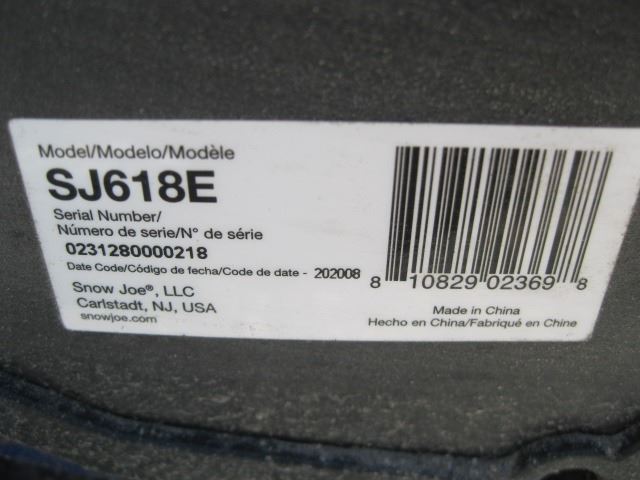 Model/Modelo/Modèle
SJ618E
Serial Number/
Número de serie/N° de série
0231280000218
Date Code/Código de fecha/Code de date - 202008
Snow Joe®, LLC
Carlstadt, NJ, USA
snowjoe.com
8 10829 02369 8
Made in China
Hecho en China/Fabriqué en Chine